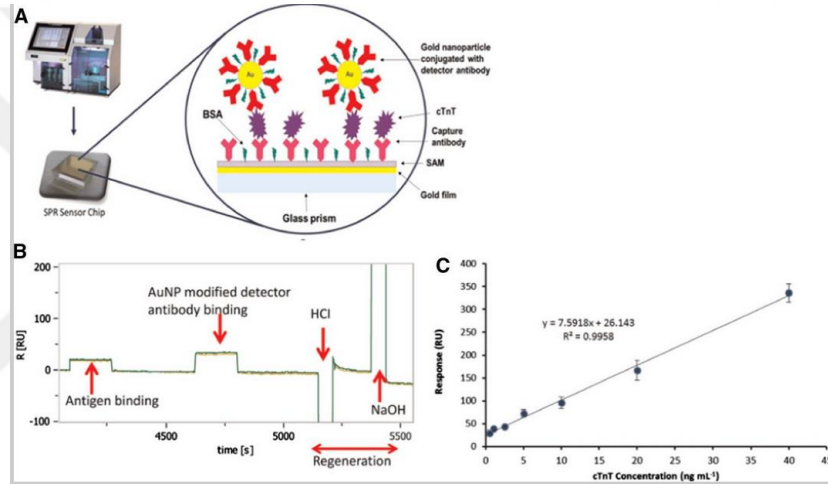 A
Gold nanoparticle
conjugated with
detector antibody
Au
Au
BSA
cTnT
Capture
antibody
SAM
Gold film
Glass prism
SPR Sensor Chip
B
200
100
0
-100
R [RU]
AuNP modified detector
antibody binding
HCl
Antigen binding
NaOH
4500
5000
5500
time [s]
Regeneration
C
400
350
300
250
200
150
100
50
0
Response (RU)
y = 7.5918x + 26.143
R² = 0.9958
0
5
10
15
20
25
30
35
40
45
cTnT Concentration (ng mL⁻¹)